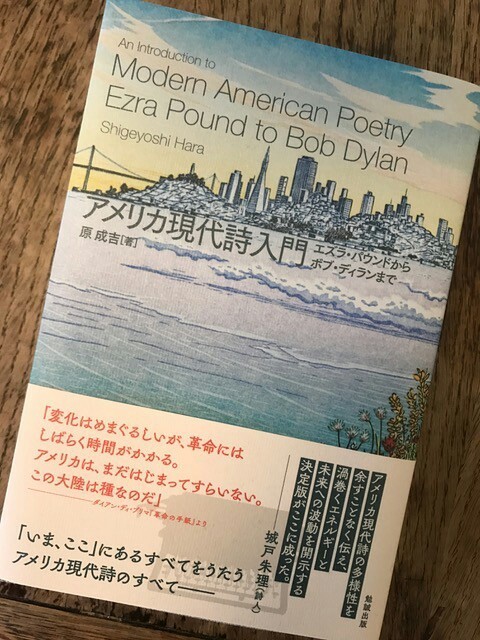 An Introduction to
Modern American Poetry
Ezra Pound to Bob Dylan
Shigeyoshi Hara
アメリカ現代詩入門
エズラ・パウンドから
ボブ・ディランまで
原 成吉[著]
「変化はめまぐるしいが、革命には
しばらく時間がかかる。
アメリカは、まだはじまってすらいない。
この大陸は種なのだ」
——ダイアン・ディ・プリマ「革命の手紙」より
アメリカ現代詩の多様性を
余すことなく伝え、
渦巻くエネルギーと
未来への波動を開示する
決定版がここに成った。
城戸朱理(詩人)
「いま、ここ」にあるすべてをうたう
アメリカ現代詩のすべて——
勉誠出版